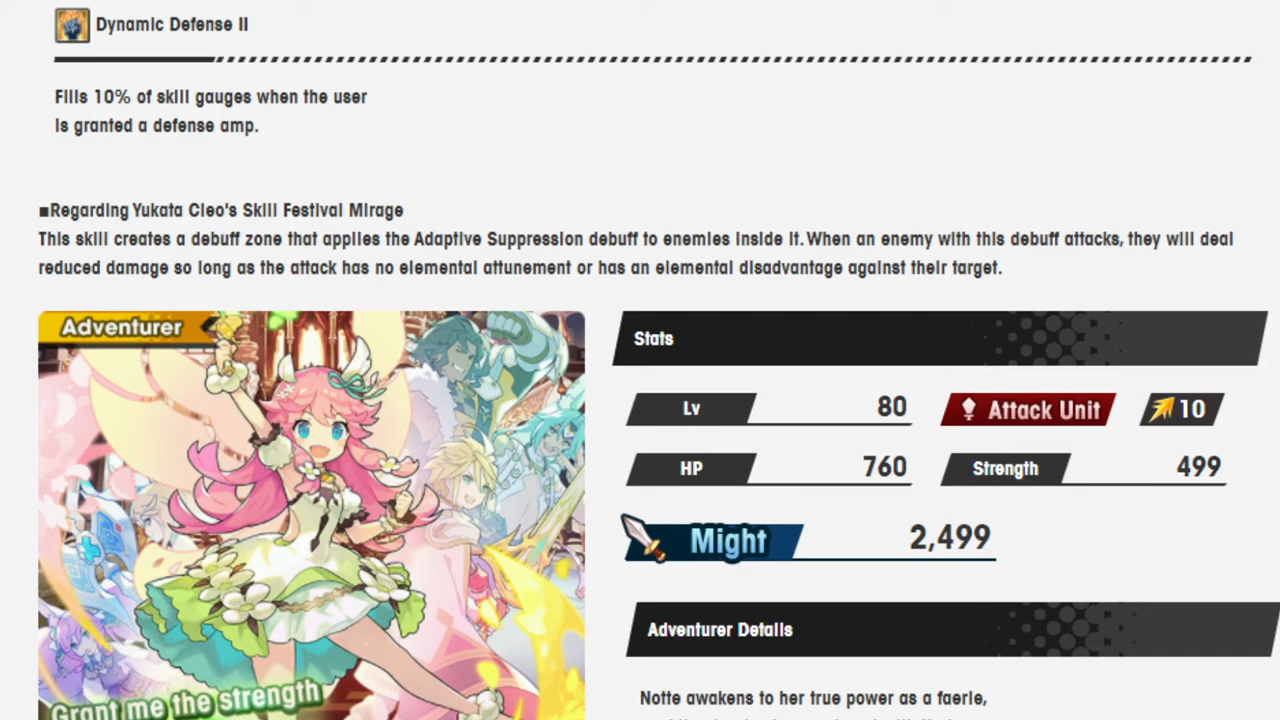 Dynamic Defense II
Fills 10% of skill gauges when the user
is granted a defense amp.
■Regarding Yukata Cleo's Skill Festival Mirage
This skill creates a debuff zone that applies the Adaptive Suppression debuff to enemies inside it. When an enemy with this debuff attacks, they will deal
reduced damage so long as the attack has no elemental attunement or has an elemental disadvantage against their target.
Adventurer
Grant me the strength
Stats
Lv 80 Attack Unit 10
HP 760 Strength 499
Might 2,499
Adventurer Details
Notte awakens to her true power as a faerie,